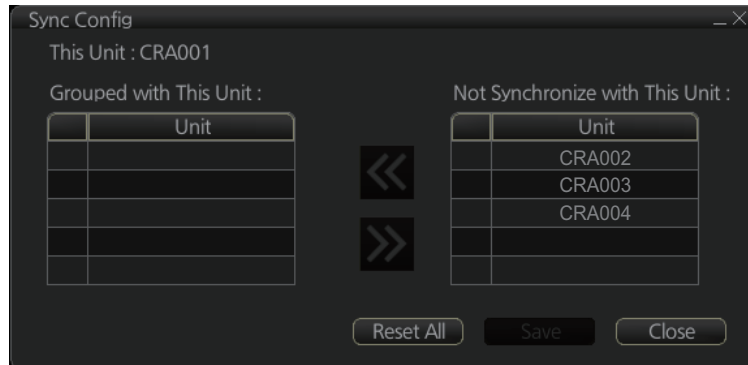 Sync Config
This Unit : CRA001
Grouped with This Unit :
Not Synchronize with This Unit :
Unit
Unit
CRA002
CRA003
CRA004
Reset All
Save
Close